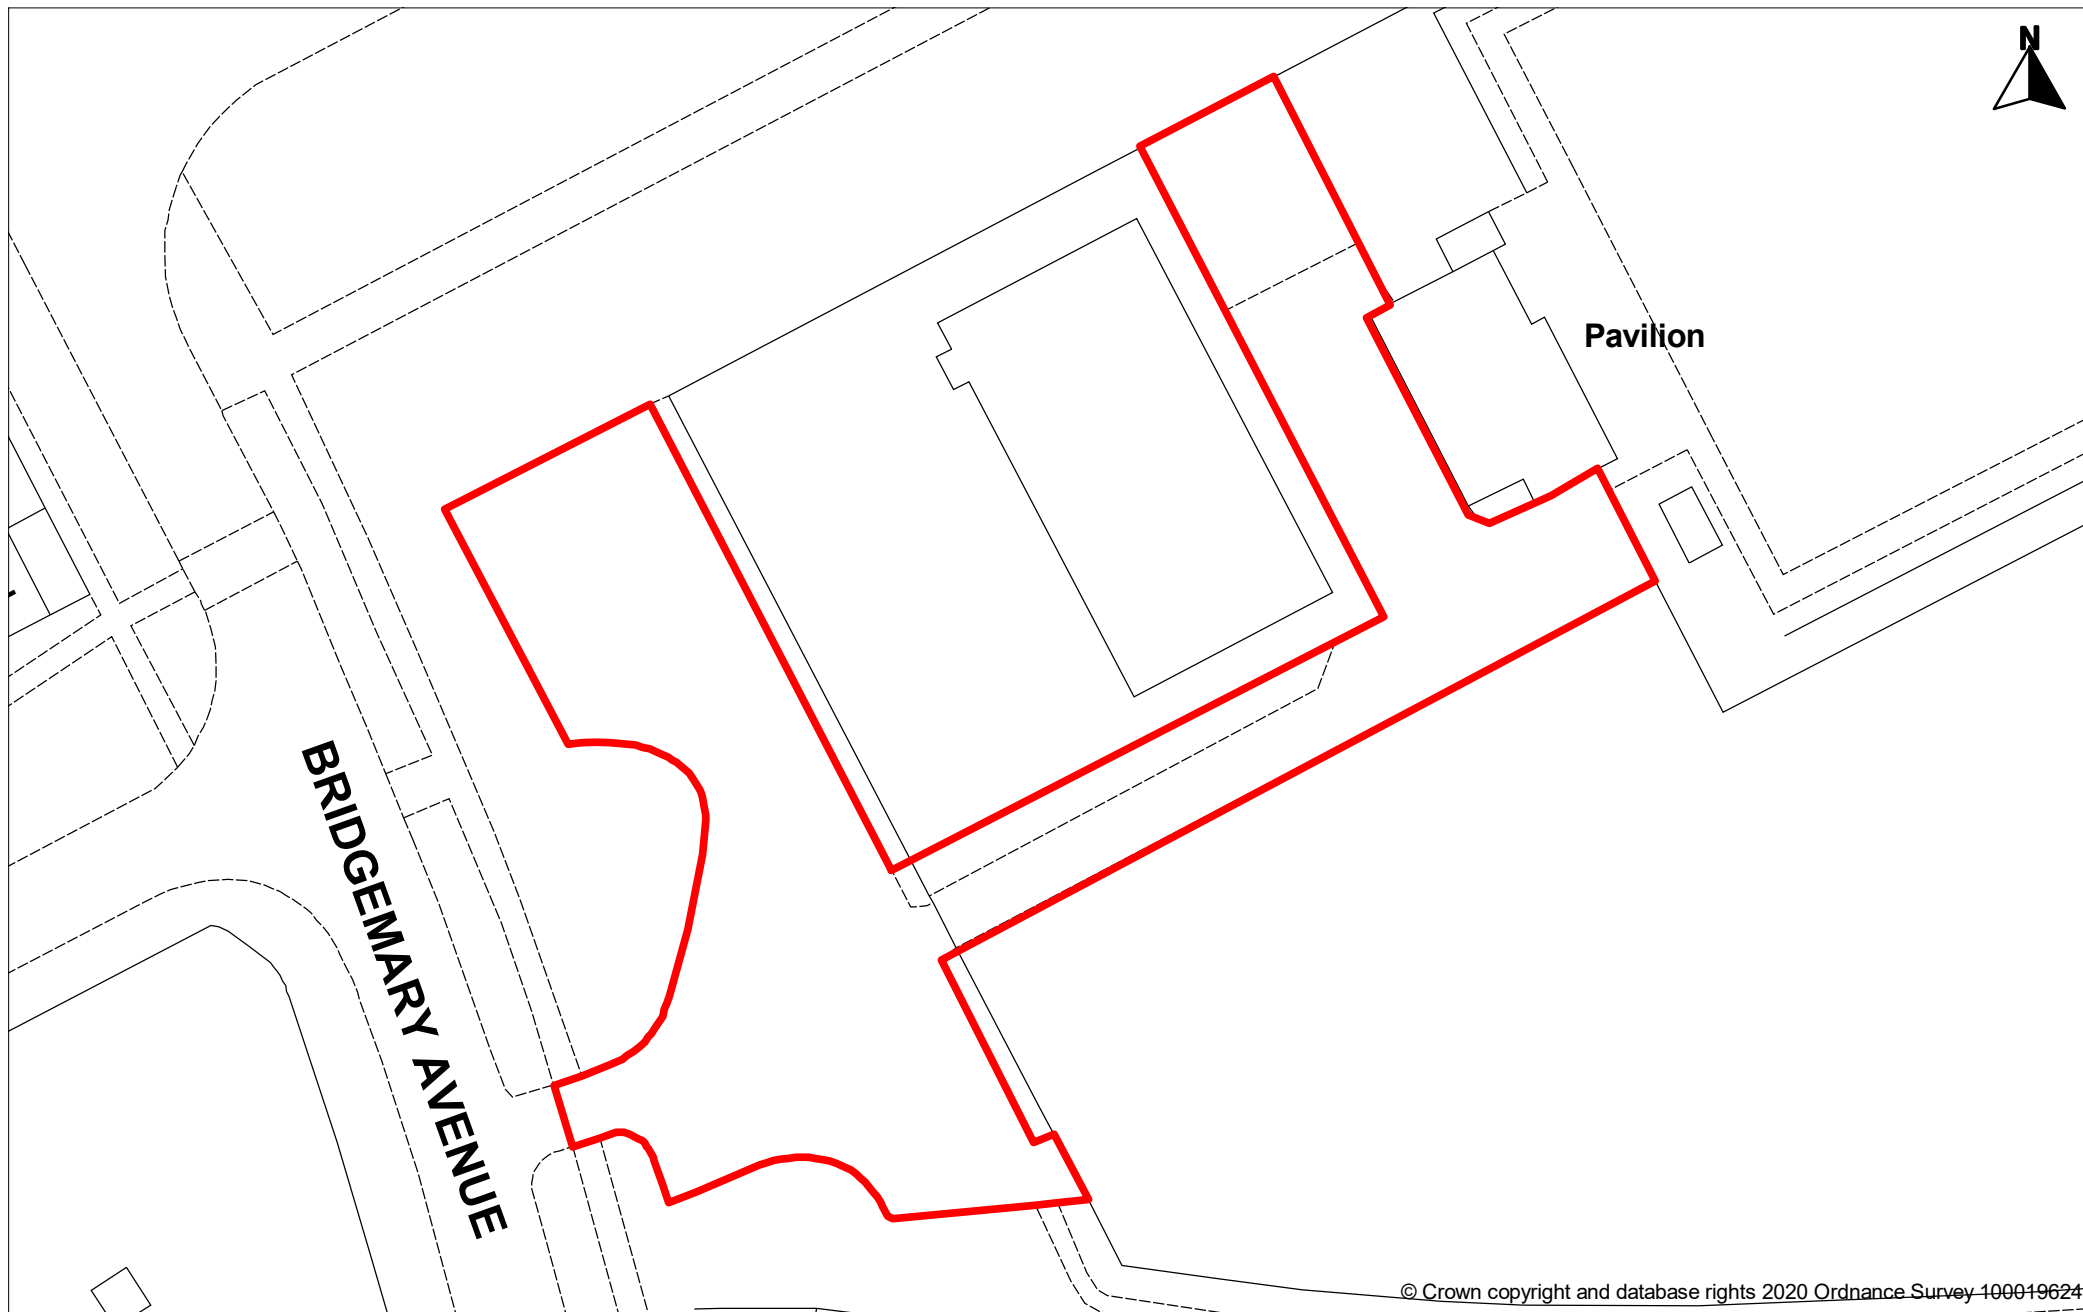 N
Pavilion
BRIDGEMARY AVENUE
© Crown copyright and database rights 2020 Ordnance Survey 100019624